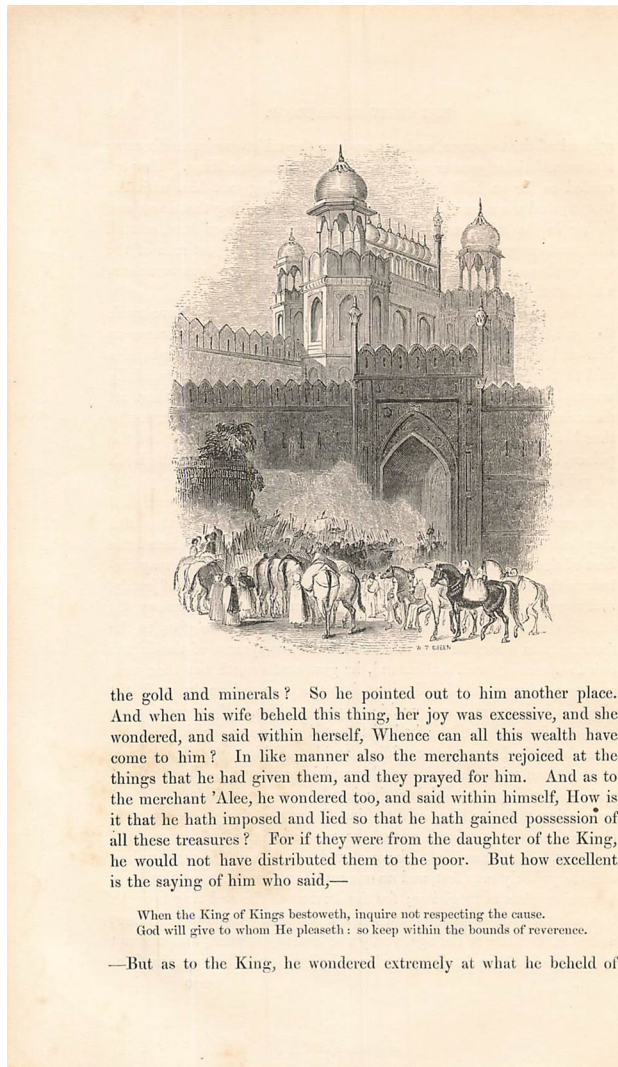 W T GREEN
the gold and minerals? So he pointed out to him another place.
And when his wife beheld this thing, her joy was excessive, and she
wondered, and said within herself, Whence can all this wealth have
come to him? In like manner also the merchants rejoiced at the
things that he had given them, and they prayed for him. And as to
the merchant 'Alee, he wondered too, and said within himself, How is
it that he hath imposed and lied so that he hath gained possession of
all these treasures? For if they were from the daughter of the King,
he would not have distributed them to the poor. But how excellent
is the saying of him who said,—
When the King of Kings bestoweth, inquire not respecting the cause.
God will give to whom He pleaseth: so keep within the bounds of reverence.
—But as to the King, he wondered extremely at what he beheld of